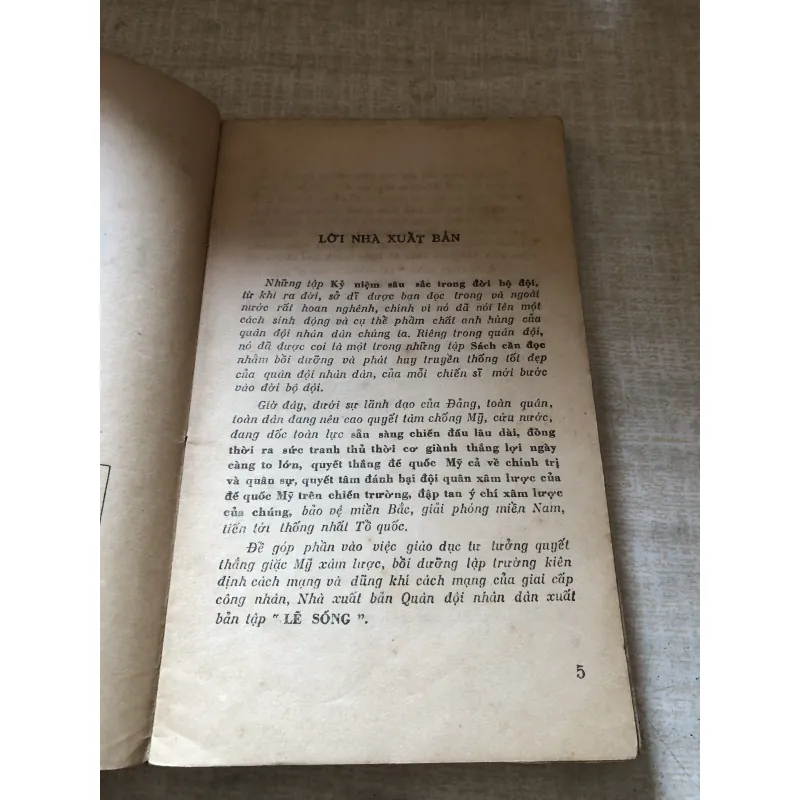 LỜI NHÀ XUẤT BẢN
Những tập Kỷ niệm sâu sắc trong đời bộ đội,
từ khi ra đời, sở dĩ được bạn đọc trong và ngoài
nước rất hoan nghênh, chính vì nó đã nói lên một
cách sinh động và cụ thể phẩm chất anh hùng của
quân đội nhân dân chúng ta. Riêng trong quân đội,
nó đã được coi là một trong những tập Sách cần đọc
nhằm bồi dưỡng và phát huy truyền thống tốt đẹp
của quân đội nhân dân, của mỗi chiến sĩ mới bước
vào đời bộ đội.
Giờ đây, dưới sự lãnh đạo của Đảng, toàn quân,
toàn dân đang nêu cao quyết tâm chống Mỹ, cứu nước,
đang dốc toàn lực sẵn sàng chiến đấu lâu dài, đồng
thời ra sức tranh thủ thời cơ giành thắng lợi ngày
càng to lớn, quyết thắng đế quốc Mỹ cả về chính trị
và quân sự, quyết tâm đánh bại đội quân xâm lược của
đế quốc Mỹ trên chiến trường, đập tan ý chí xâm lược
của chúng, bảo vệ miền Bắc, giải phóng miền Nam,
tiến tới thống nhất Tổ quốc.
Để góp phần vào việc giáo dục tư tưởng quyết
thắng giặc Mỹ xâm lược, bồi dưỡng lập trường kiên
định cách mạng và dũng khí cách mạng của giai cấp
công nhân, Nhà xuất bản Quân đội nhân dân xuất
bản tập " LẼ SỐNG ".
5